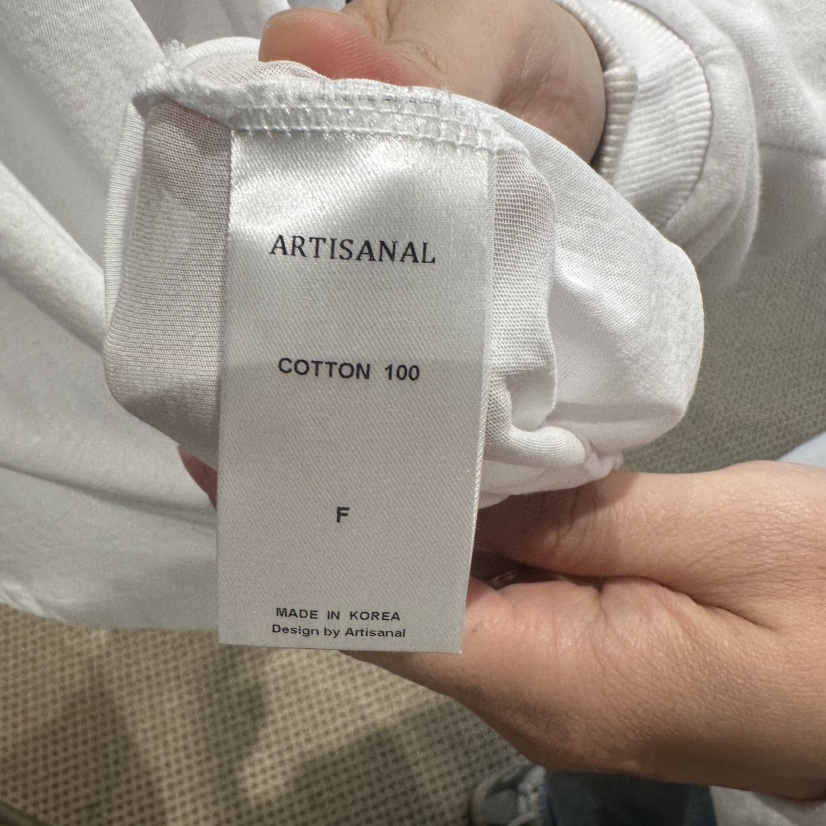 ARTISANAL
COTTON 100
F
MADE IN KOREA
Design by Artisanal